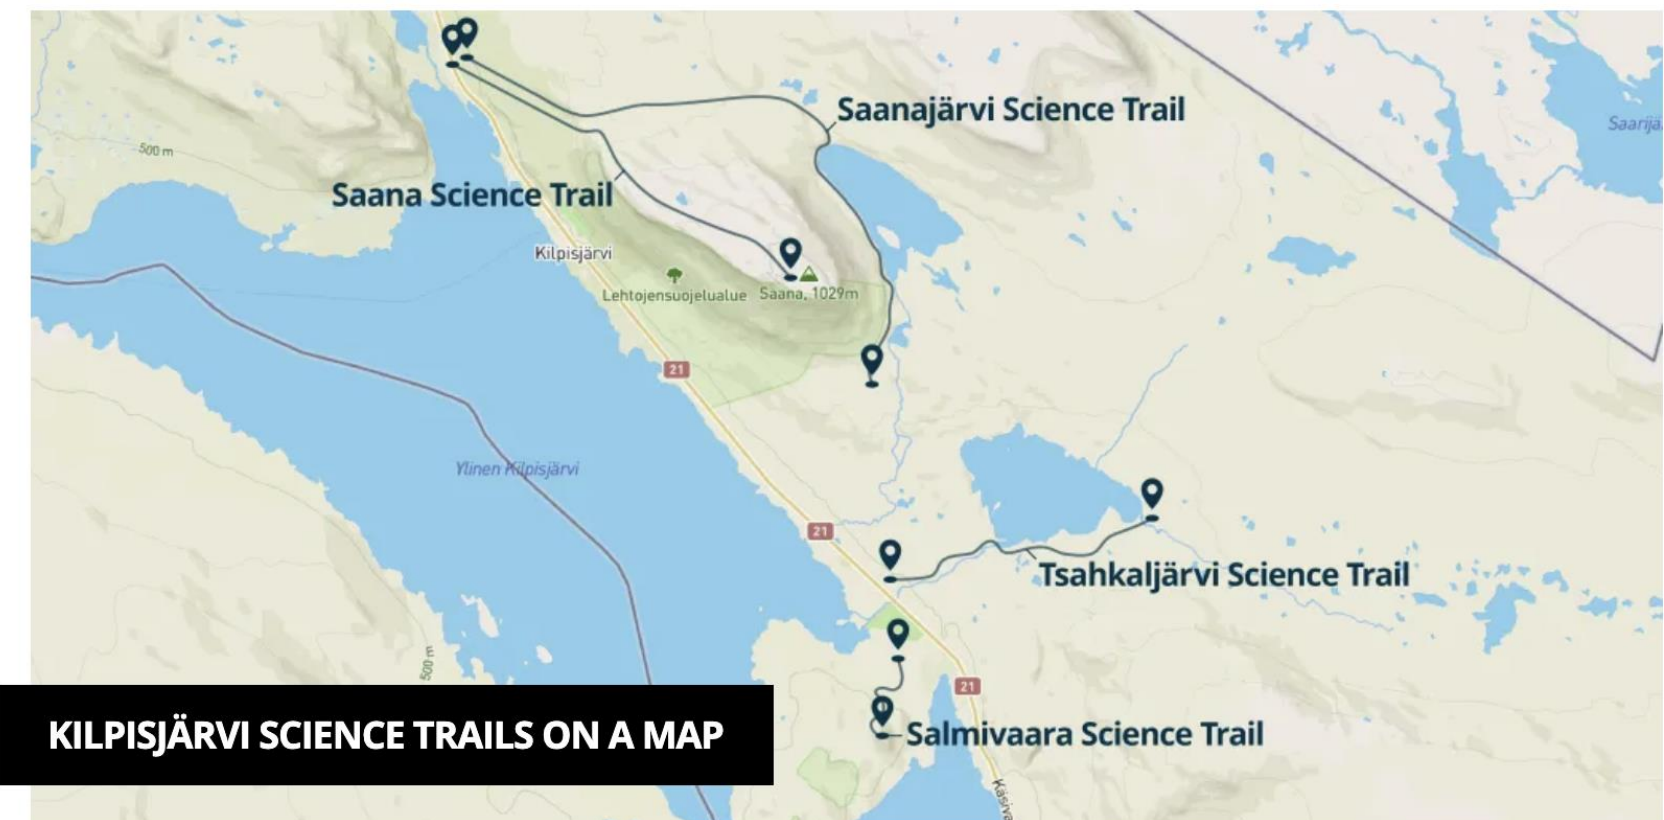 Saanajärvi Science Trail
500 m
Saana Science Trail
Kilpisjärvi
Lehtojensuojelualue
Saana, 1029m
21
Ylinen Kilpisjärvi
21
Tsahkaljärvi Science Trail
500 m
21
Salmivaara Science Trail
KILPISJÄRVI SCIENCE TRAILS ON A MAP